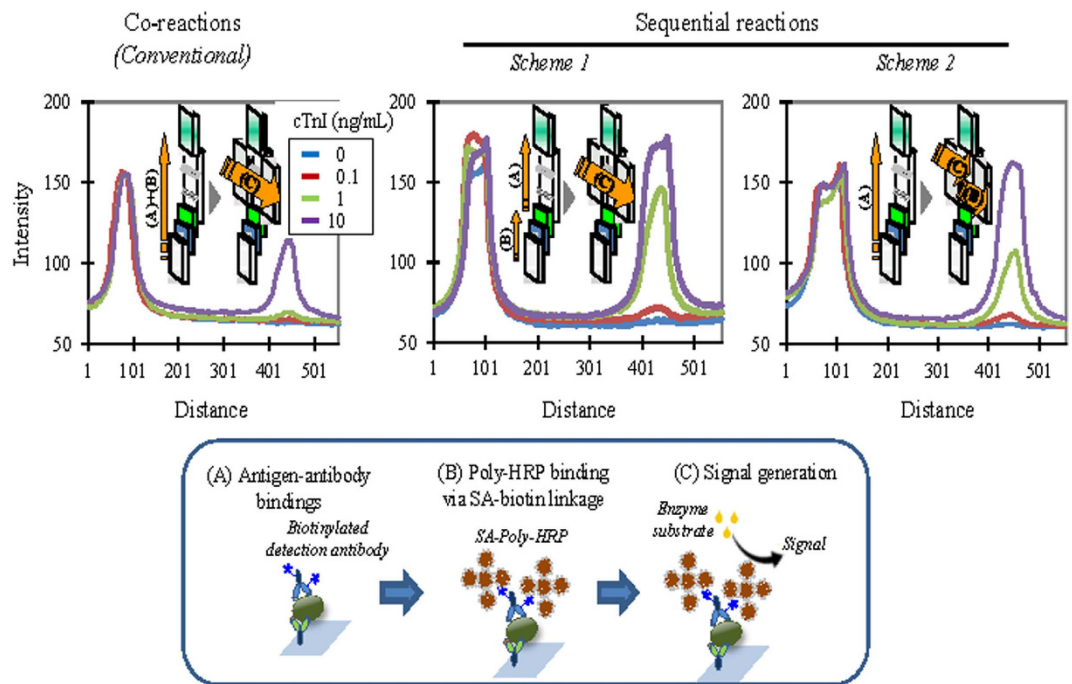 Co-reactions
(Conventional)
Sequential reactions
Scheme 1
Scheme 2
Intensity
200
150
100
50
1
101
201
301
401
501
Distance
(A)+(B)
(C)
cTnI (ng/mL)
0
0.1
1
10
200
150
100
50
1
101
201
301
401
501
Distance
(B)
(A)
(C)
200
150
100
50
1
101
201
301
401
501
Distance
(A)
(C)
(A) Antigen-antibody
bindings
Biotinylated
detection antibody
(B) Poly-HRP binding
via SA-biotin linkage
SA-Poly-HRP
(C) Signal generation
Enzyme
substrate
Signal